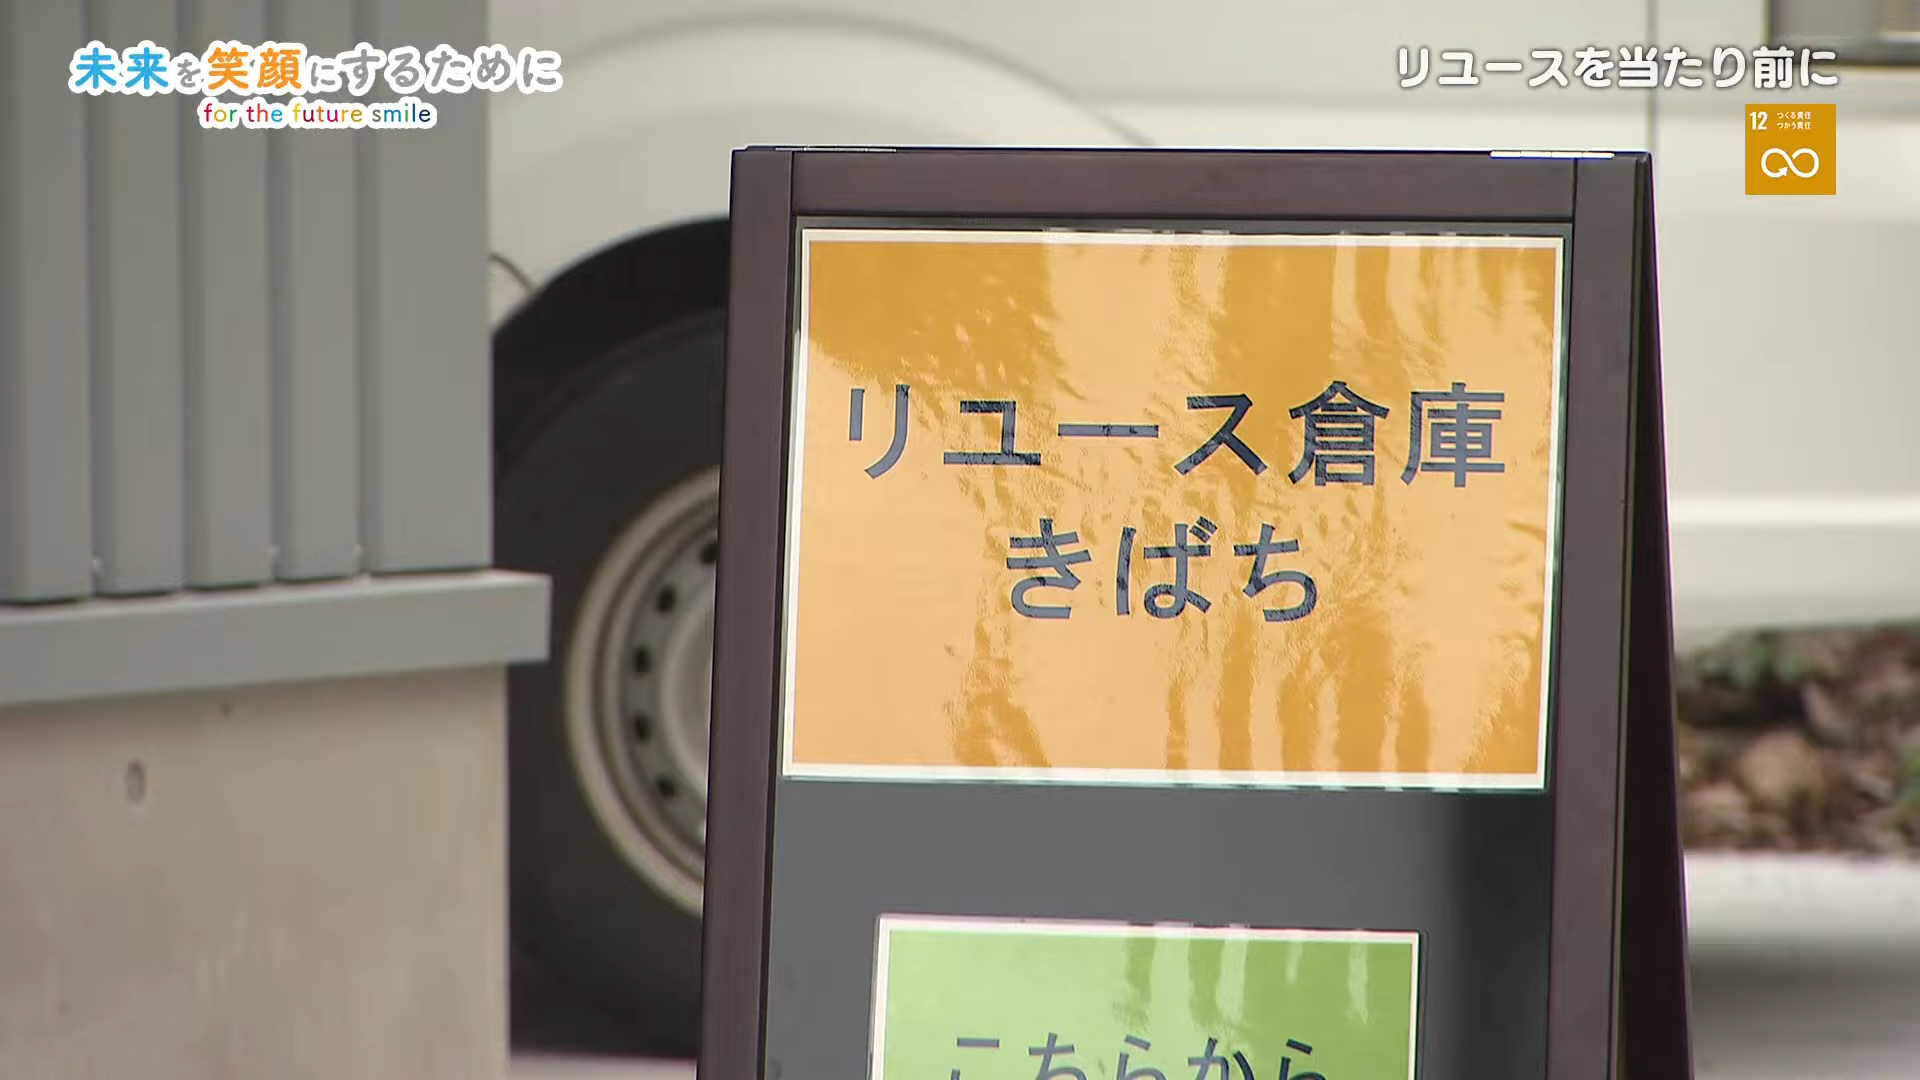 未来を笑顔にするために
for the future smile
リユースを当たり前に
12 つくる責任
つかう責任
リユース倉庫
きばち
こちらから